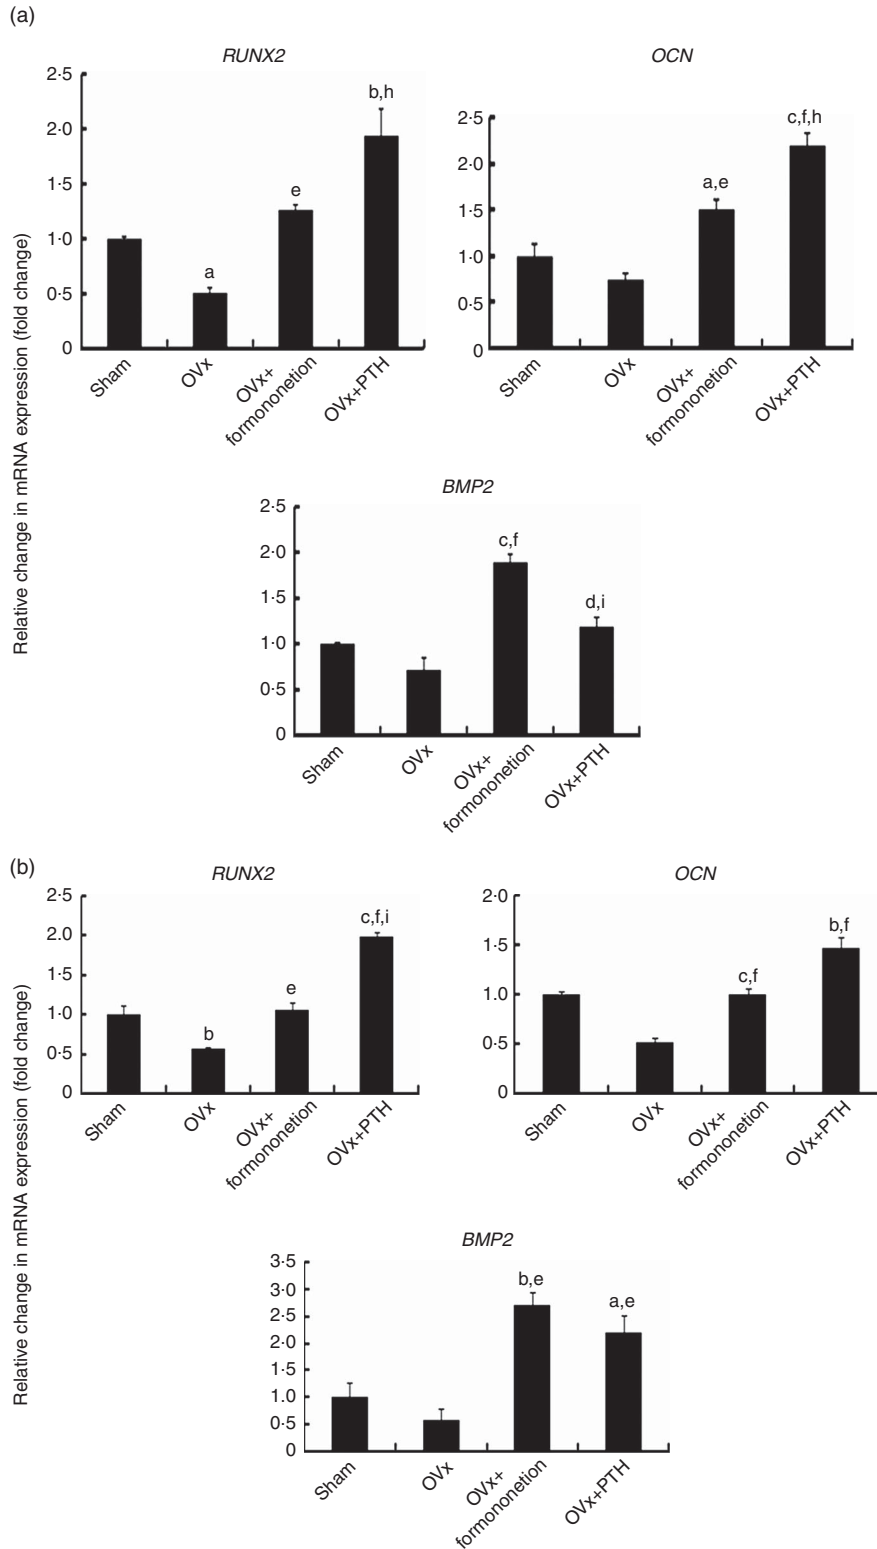 (a)
Relative change in mRNA expression (fold change)
RUNX2
2·5
2·0
1·5
1·0
0·5
0
a
e
b,h
Sham
OVx
OVx+
formononetion
OVx+PTH
OCN
2·5
2·0
1·5
1·0
0·5
0
a,e
c,f,h
Sham
OVx
OVx+
formononetion
OVx+PTH
BMP2
2·5
2·0
1·5
1·0
0·5
0
c,f
d,i
Sham
OVx
OVx+
formononetion
OVx+PTH
(b)
Relative change in mRNA expression (fold change)
RUNX2
2·5
2·0
1·5
1·0
0·5
0
b
e
c,f,i
Sham
OVx
OVx+
formononetion
OVx+PTH
OCN
2·0
1·5
1·0
0·5
0
c,f
b,f
Sham
OVx
OVx+
formononetion
OVx+PTH
BMP2
3·5
3·0
2·5
2·0
1·5
1·0
0·5
0
b,e
a,e
Sham
OVx
OVx+
formononetion
OVx+PTH